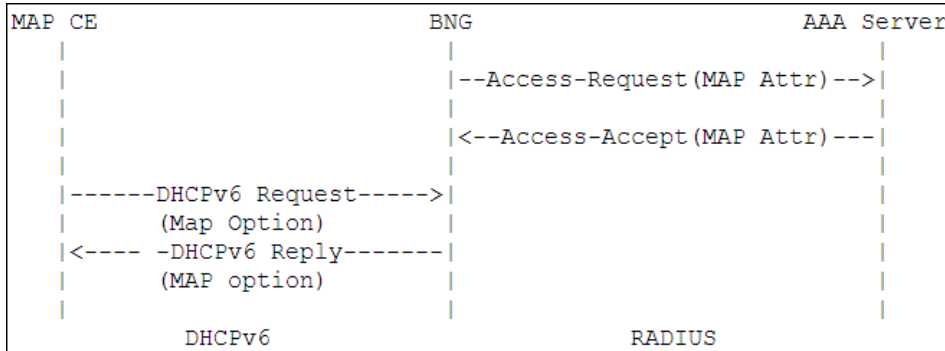 MAP CE BNG AAA Server
|--Access-Request(MAP Attr)-->|
|<--Access-Accept(MAP Attr)---|
|------DHCPv6 Request----->|
(Map Option)
|<---- -DHCPv6 Reply-------|
(MAP option)
DHCPv6 RADIUS